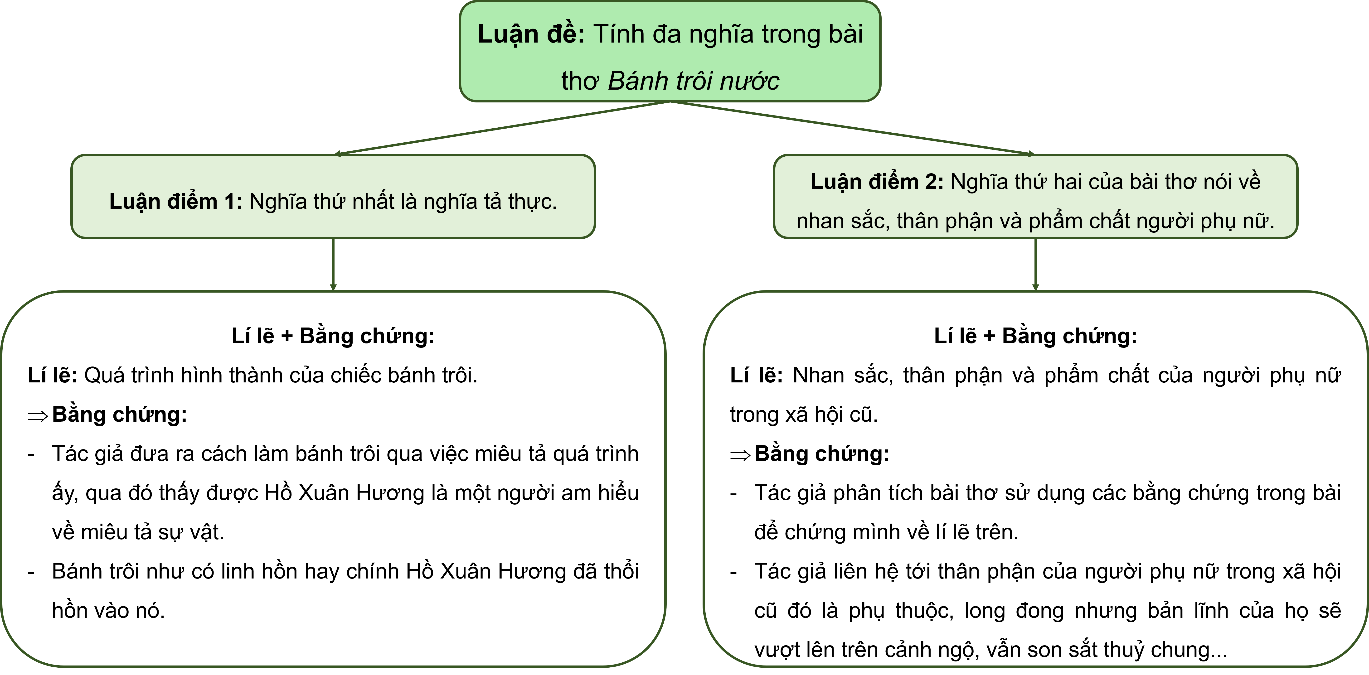 Luận đề: Tính đa nghĩa trong bài
thơ Bánh trôi nước
Luận điểm 1: Nghĩa thứ nhất là nghĩa tả thực.
Luận điểm 2: Nghĩa thứ hai của bài thơ nói về
nhan sắc, thân phận và phẩm chất người phụ nữ.
Lí lẽ + Bằng chứng:
Lí lẽ: Quá trình hình thành của chiếc bánh trôi.
⇒ Bằng chứng:
- Tác giả đưa ra cách làm bánh trôi qua việc miêu tả quá trình
ấy, qua đó thấy được Hồ Xuân Hương là một người am hiểu
về miêu tả sự vật.
- Bánh trôi như có linh hồn hay chính Hồ Xuân Hương đã thổi
hồn vào nó.
Lí lẽ + Bằng chứng:
Lí lẽ: Nhan sắc, thân phận và phẩm chất của người phụ nữ
trong xã hội cũ.
⇒ Bằng chứng:
- Tác giả phân tích bài thơ sử dụng các bằng chứng trong bài
để chứng mình về lí lẽ trên.
- Tác giả liên hệ tới thân phận của người phụ nữ trong xã hội
cũ đó là phụ thuộc, long đong nhưng bản lĩnh của họ sẽ
vượt lên trên cảnh ngộ, vẫn son sắt thuỷ chung...